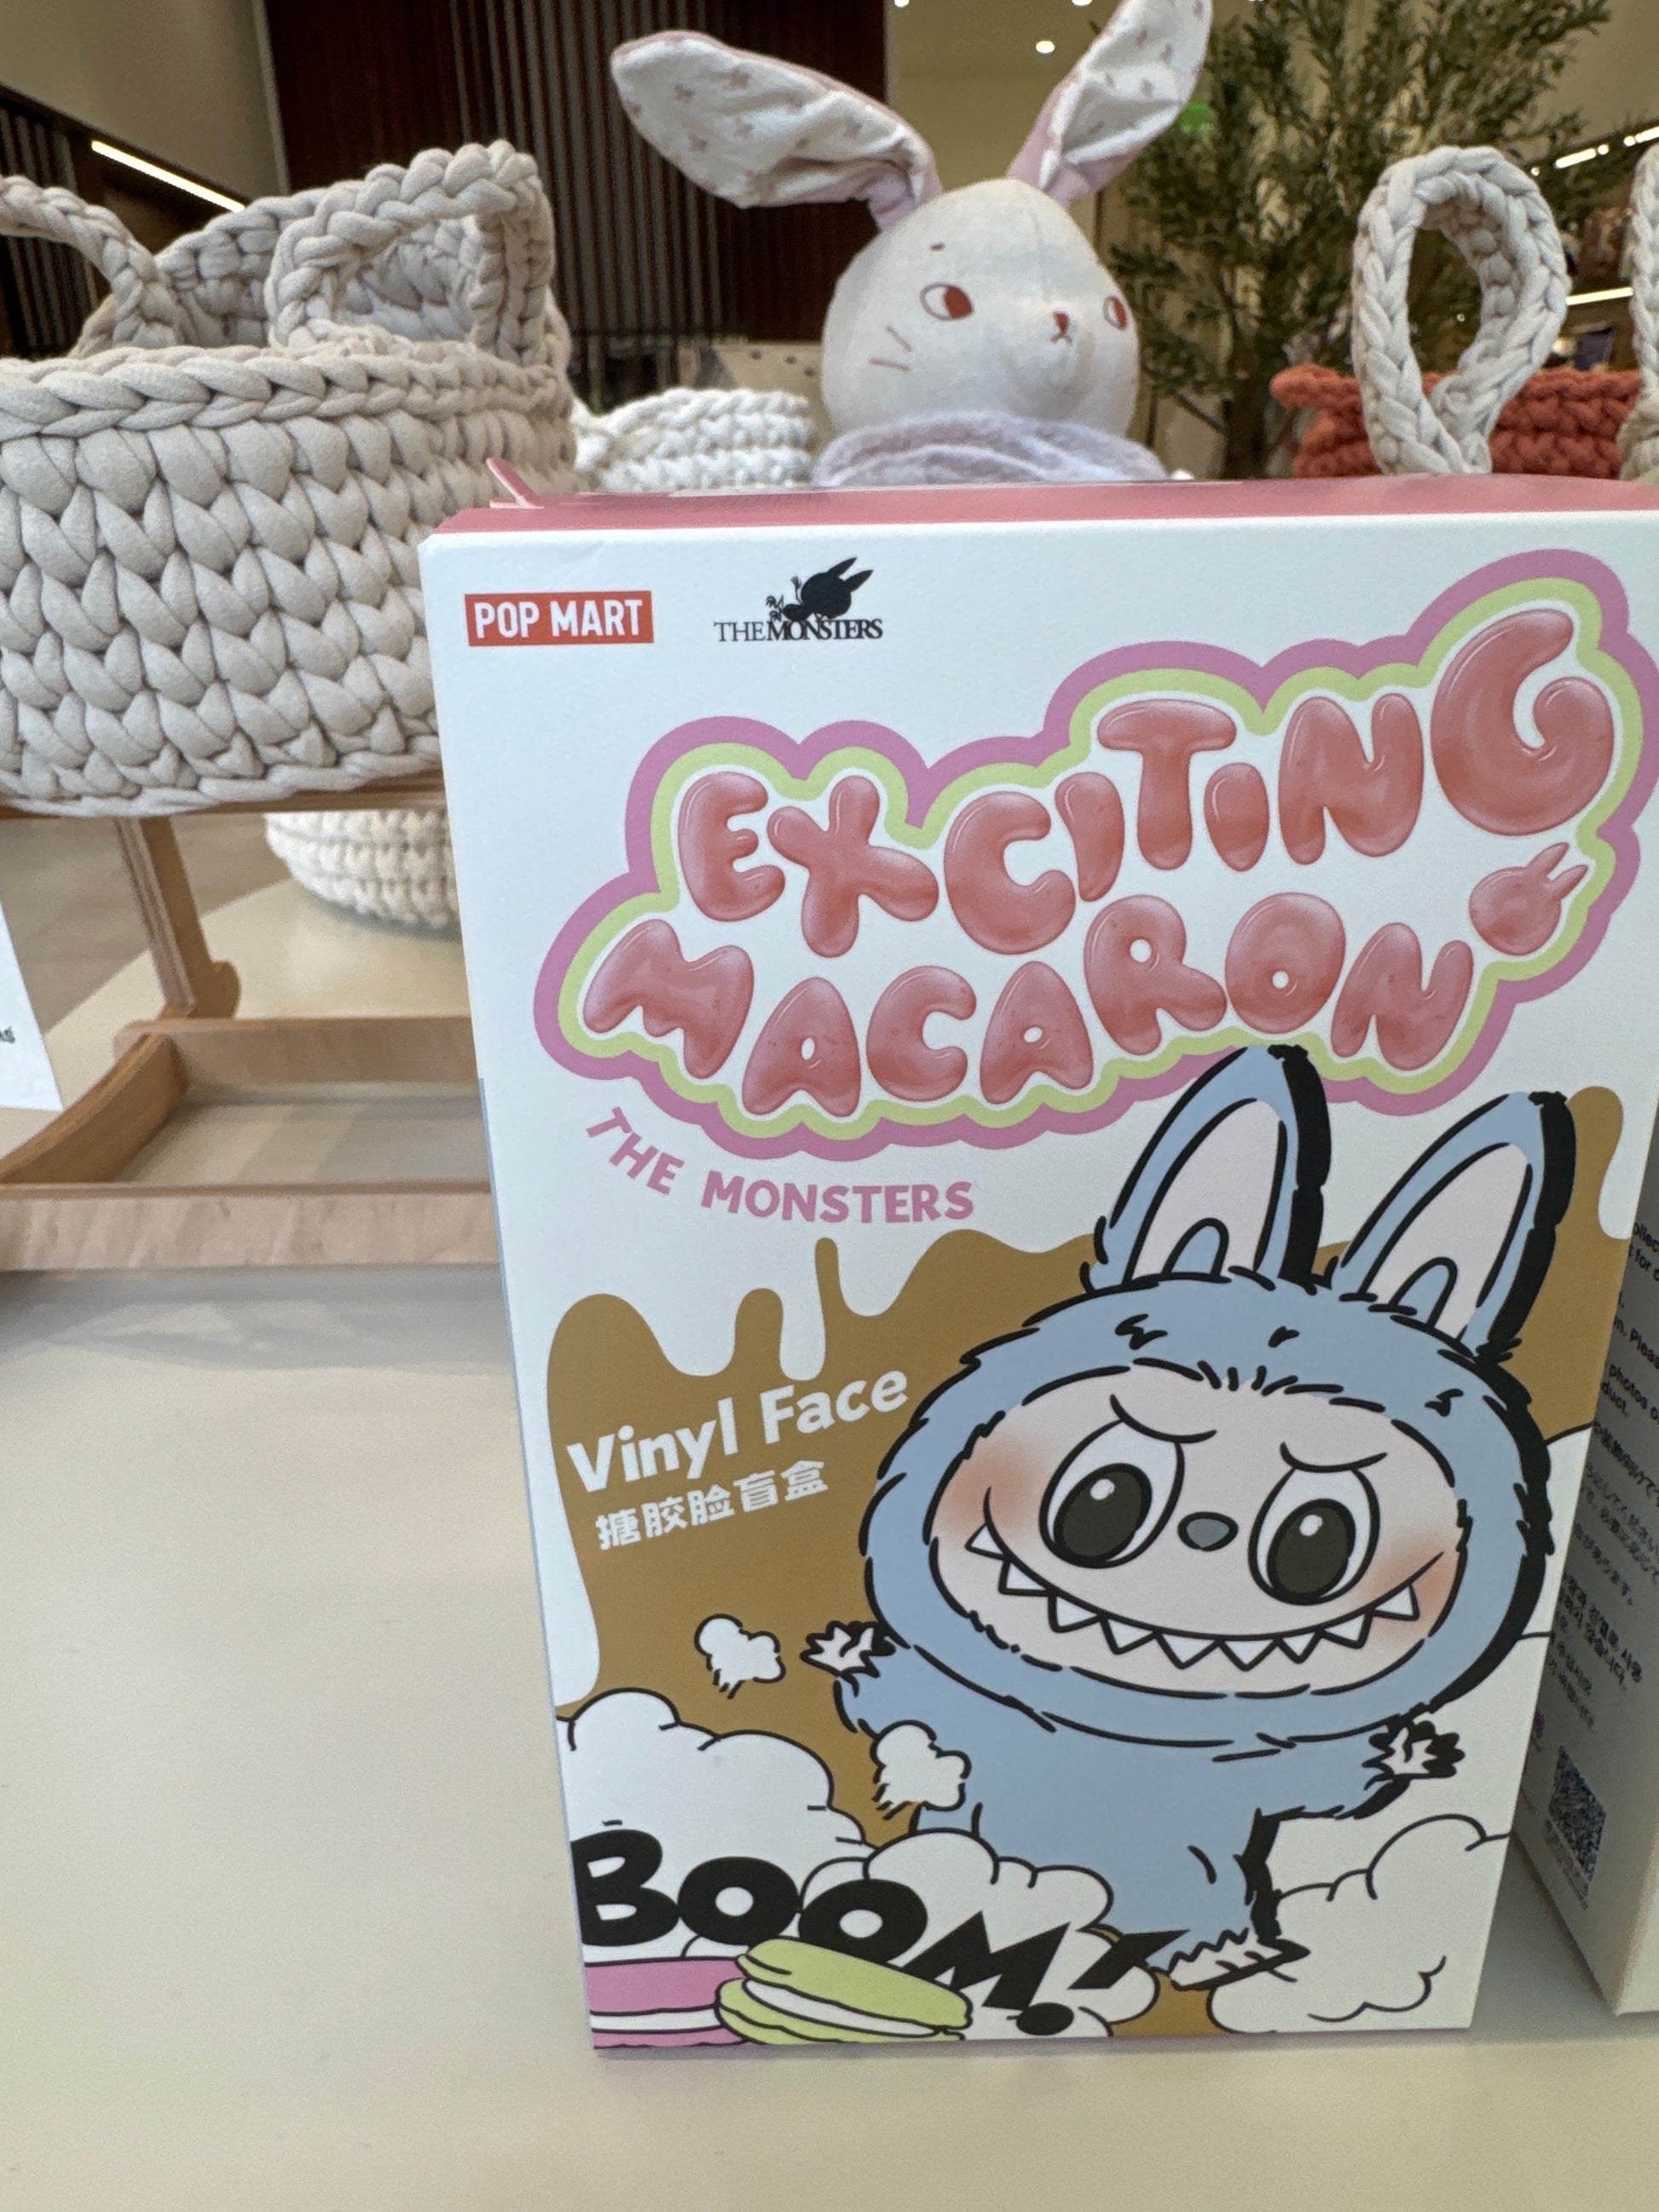 POP MART
THE MONSTERS
EXCITING
MACARON
THE MONSTERS
Vinyl Face
搪胶脸盲盒
BOOM!